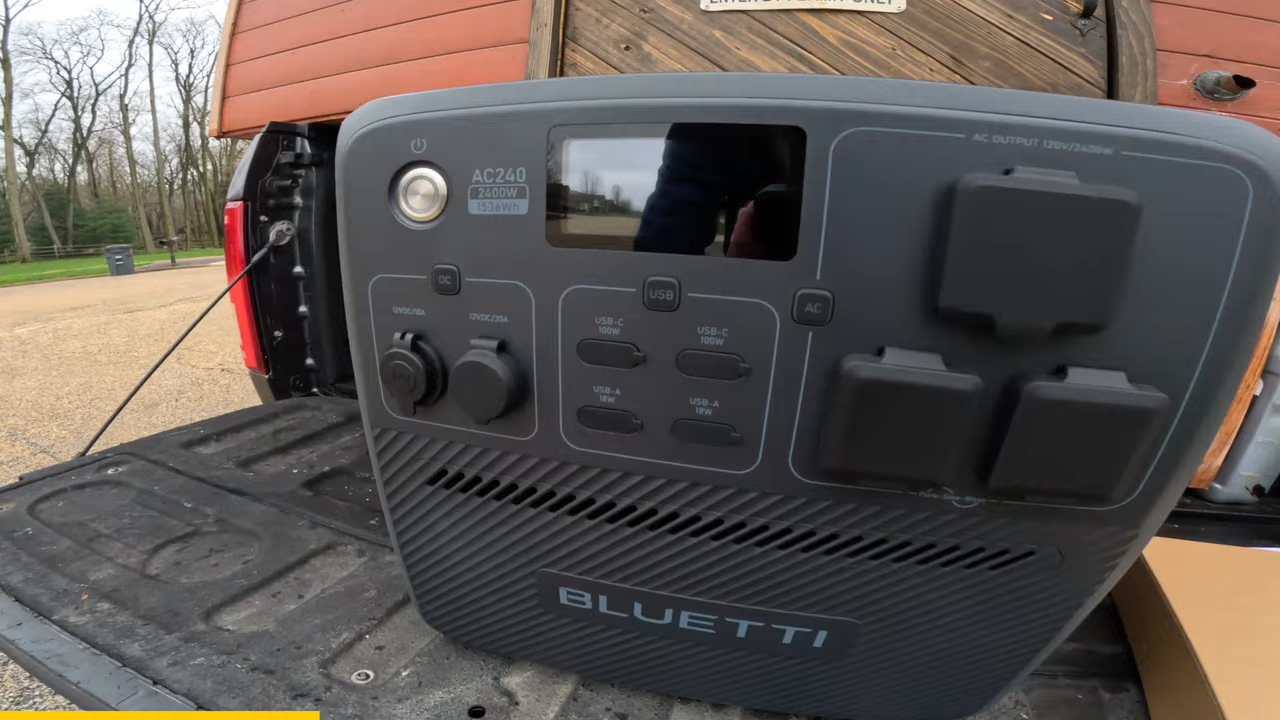 AC OUTPUT 120V/2400W
AC240
2400W
1536Wh
DC
USB
AC
12VDC/10A
12VDC/30A
USB-C
100W
USB-C
100W
USB-A
18W
USB-A
18W
BLUETTI